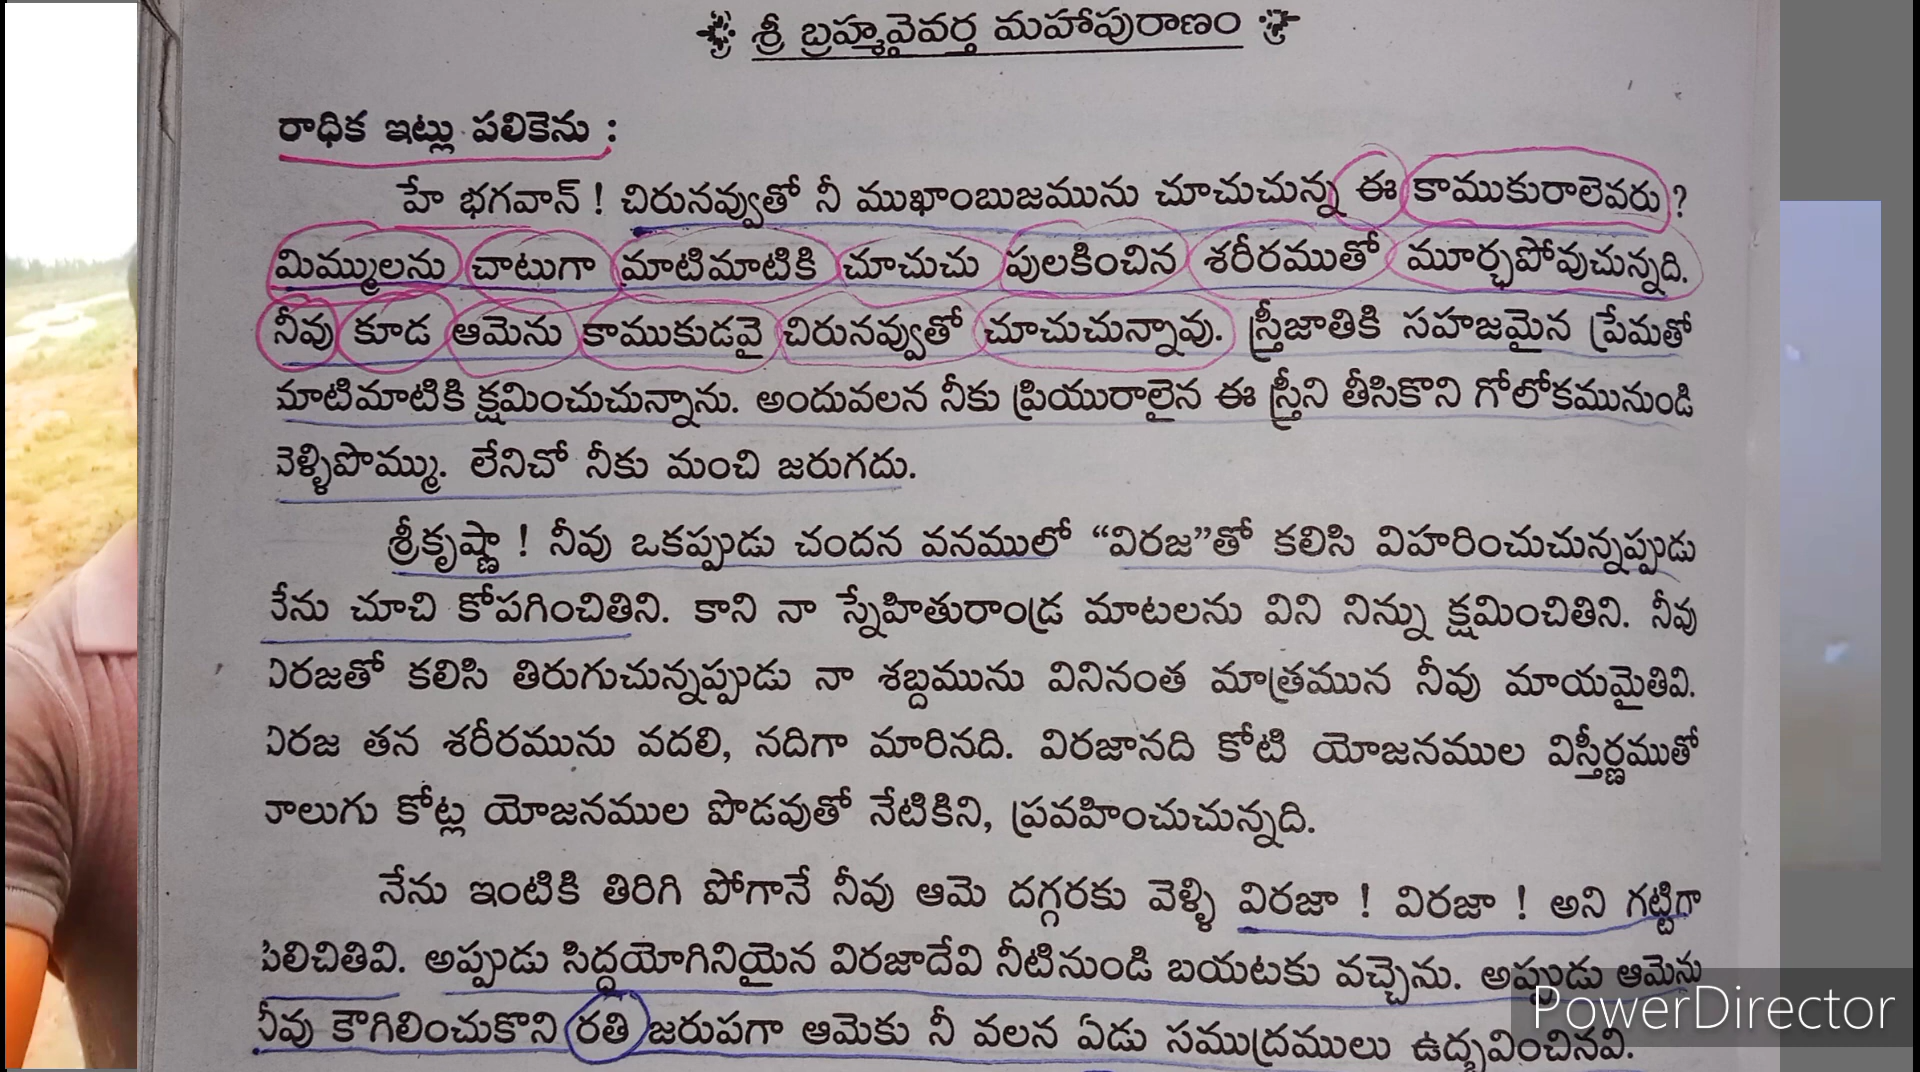 శ్రీ బ్రహ్మవైవర్త మహాపురాణం
రాధిక ఇట్లు పలికెను :
హే భగవాన్ ! చిరునవ్వుతో నీ ముఖాంబుజమును చూచుచున్న ఈ కాముకురాలెవరు ?
మిమ్ములను చాటుగా మాటిమాటికి చూచుచు పులకించిన శరీరముతో మూర్ఛపోవుచున్నది.
నీవు కూడ ఆమెను కాముకుడవై చిరునవ్వుతో చూచుచున్నావు. స్త్రీజాతికి సహజమైన ప్రేమతో
మాటిమాటికి క్షమించుచున్నాను. అందువలన నీకు ప్రియురాలైన ఈ స్త్రీని తీసికొని గోలోకమునుండి
వెళ్ళిపొమ్ము. లేనిచో నీకు మంచి జరుగదు.
శ్రీకృష్ణా ! నీవు ఒకప్పుడు చందన వనములో “విరజ”తో కలిసి విహరించుచున్నప్పుడు
నేను చూచి కోపగించితిని. కాని నా స్నేహితురాండ్ర మాటలను విని నిన్ను క్షమించితిని. నీవు
విరజతో కలిసి తిరుగుచున్నప్పుడు నా శబ్దమును వినినంత మాత్రమున నీవు మాయమైతివి.
విరజ తన శరీరమును వదలి, నదిగా మారినది. విరజానది కోటి యోజనముల విస్తీర్ణముతో
నాలుగు కోట్ల యోజనముల పొడవుతో నేటికిని, ప్రవహించుచున్నది.
నేను ఇంటికి తిరిగి పోగానే నీవు ఆమె దగ్గరకు వెళ్ళి విరజా ! విరజా ! అని గట్టిగా
పిలిచితివి. అప్పుడు సిద్ధయోగినియైన విరజాదేవి నీటినుండి బయటకు వచ్చెను. అప్పుడు ఆమెను
నీవు కౌగిలించుకొని రతి జరుపగా ఆమెకు నీ వలన ఏడు సముద్రములు ఉద్భవించినవి.
PowerDirector